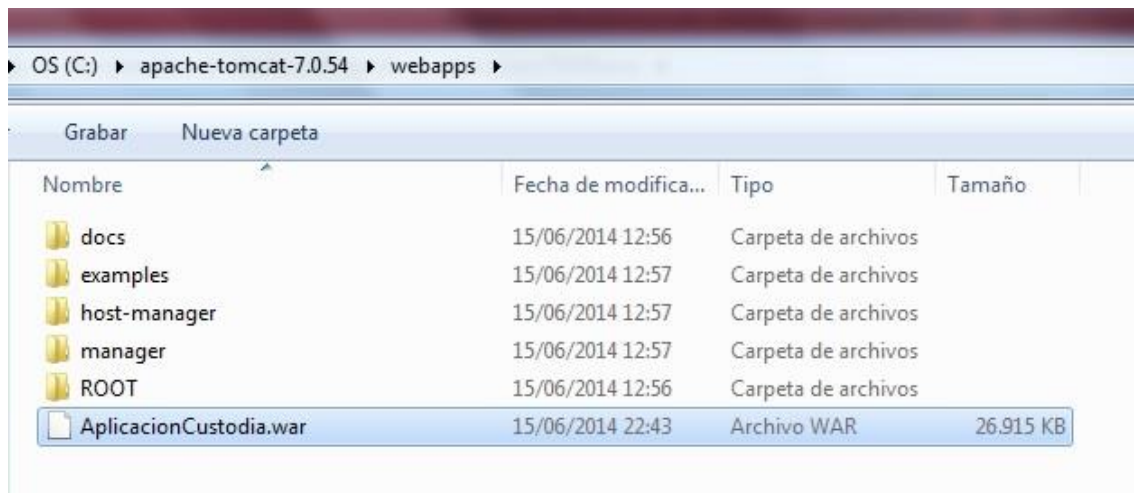 OS (C:) ▸ apache-tomcat-7.0.54 ▸ webapps ▸
Grabar Nueva carpeta
Nombre Fecha de modifica... Tipo Tamaño
docs 15/06/2014 12:56 Carpeta de archivos
examples 15/06/2014 12:57 Carpeta de archivos
host-manager 15/06/2014 12:57 Carpeta de archivos
manager 15/06/2014 12:57 Carpeta de archivos
ROOT 15/06/2014 12:56 Carpeta de archivos
AplicacionCustodia.war 15/06/2014 22:43 Archivo WAR 26.915 KB